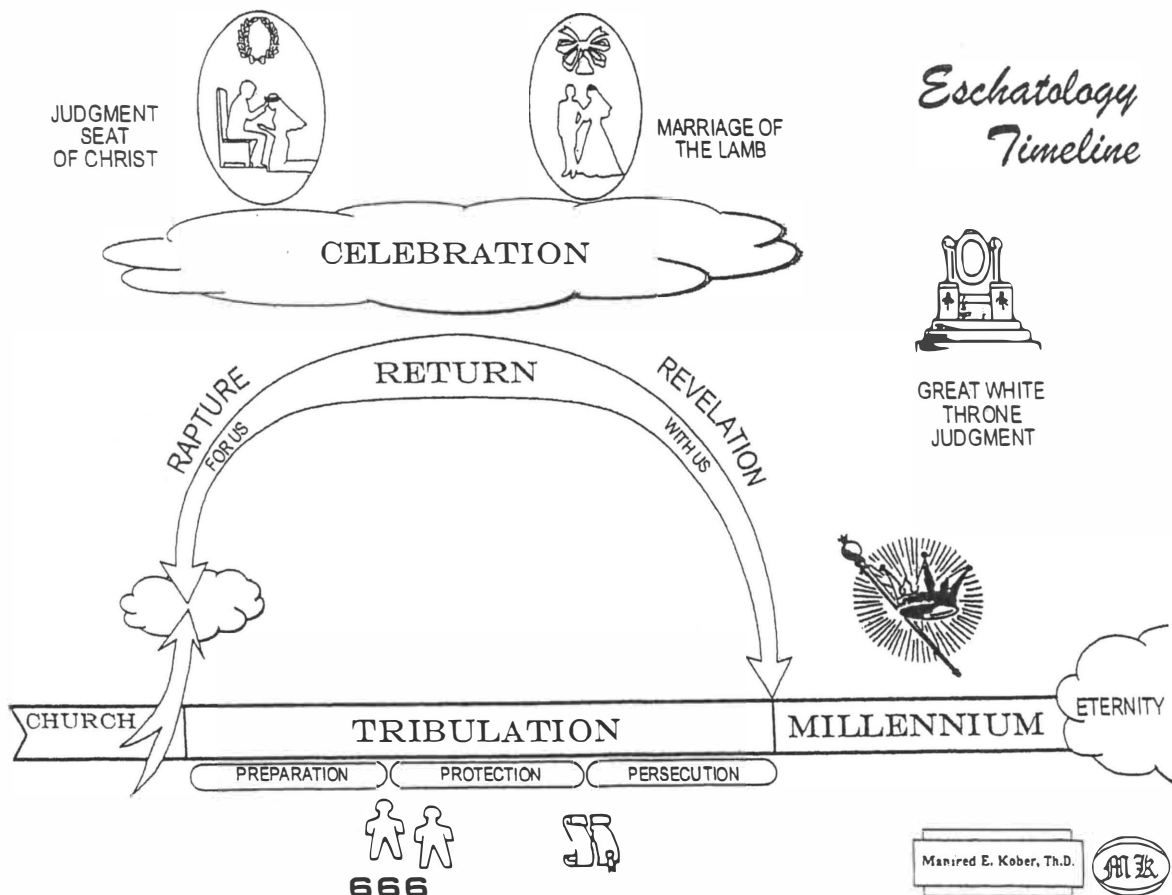 Eschatology
Timeline
JUDGMENT
SEAT
OF CHRIST
MARRIAGE OF
THE LAMB
CELEBRATION
RETURN
RAPTURE
FOR US
REVELATION
WITH US
GREAT WHITE
THRONE
JUDGMENT
CHURCH
TRIBULATION
MILLENNIUM
ETERNITY
PREPARATION
PROTECTION
PERSECUTION
666
Manfred E. Kober, Th.D.
MK